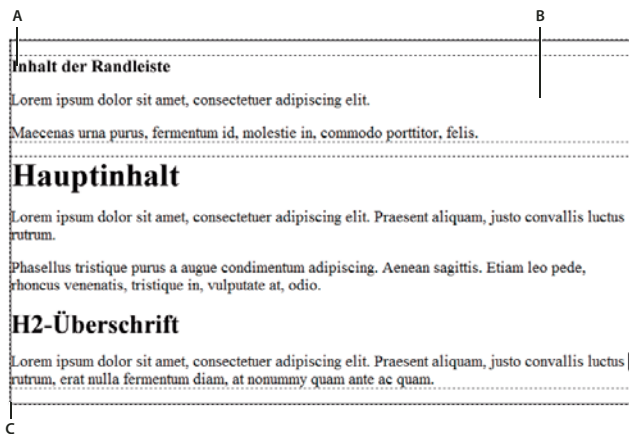 A
B
Inhalt der Randleiste
Lorem ipsum dolor sit amet, consectetuer adipiscing elit.
Maecenas urna purus, fermentum id, molestie in, commodo porttitor, felis.
Hauptinhalt
Lorem ipsum dolor sit amet, consectetuer adipiscing elit. Praesent aliquam, justo convallis luctus
rutrum.
Phasellus tristique purus a augue condimentum adipiscing. Aenean sagittis. Etiam leo pede,
rhoncus venenatis, tristique in, vulputate at, odio.
H2-Überschrift
Lorem ipsum dolor sit amet, consectetuer adipiscing elit. Praesent aliquam, justo convallis luctus
rutrum, erat nulla fermentum diam, at nonummy quam ante ac quam.
C